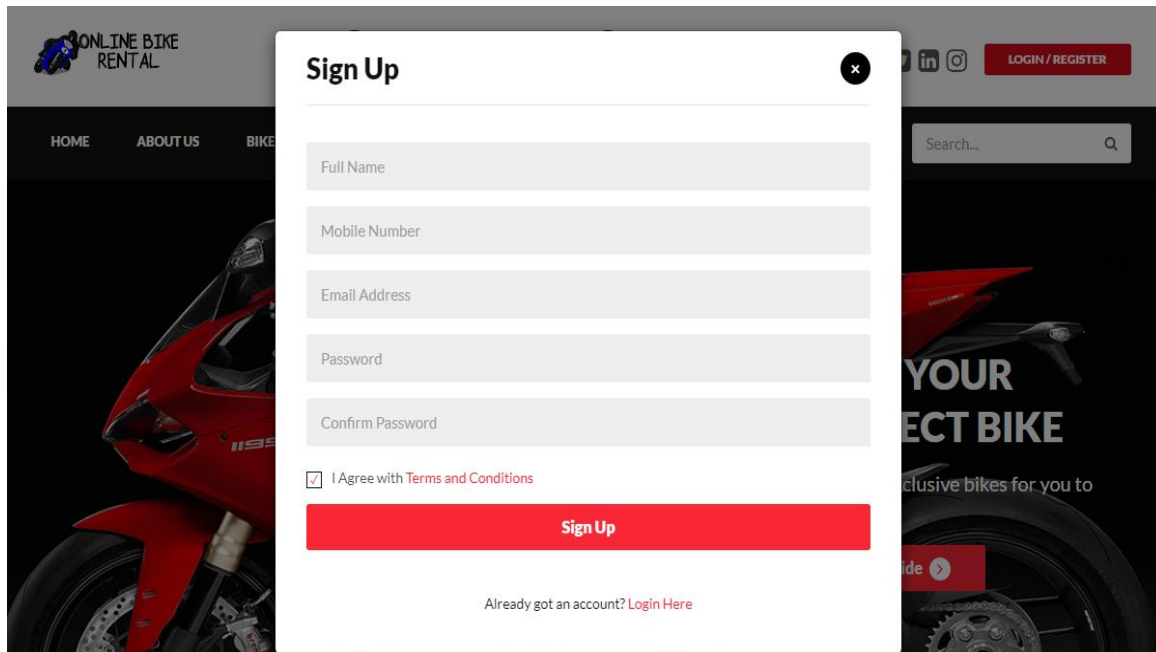 ONLINE BIKE
RENTAL
LOGIN / REGISTER
HOME ABOUT US BIKE
Search...
Sign Up
Full Name
Mobile Number
Email Address
Password
Confirm Password
I Agree with Terms and Conditions
Sign Up
Already got an account? Login Here
1199
YOUR
ECT BIKE
clusive bikes for you to
ide